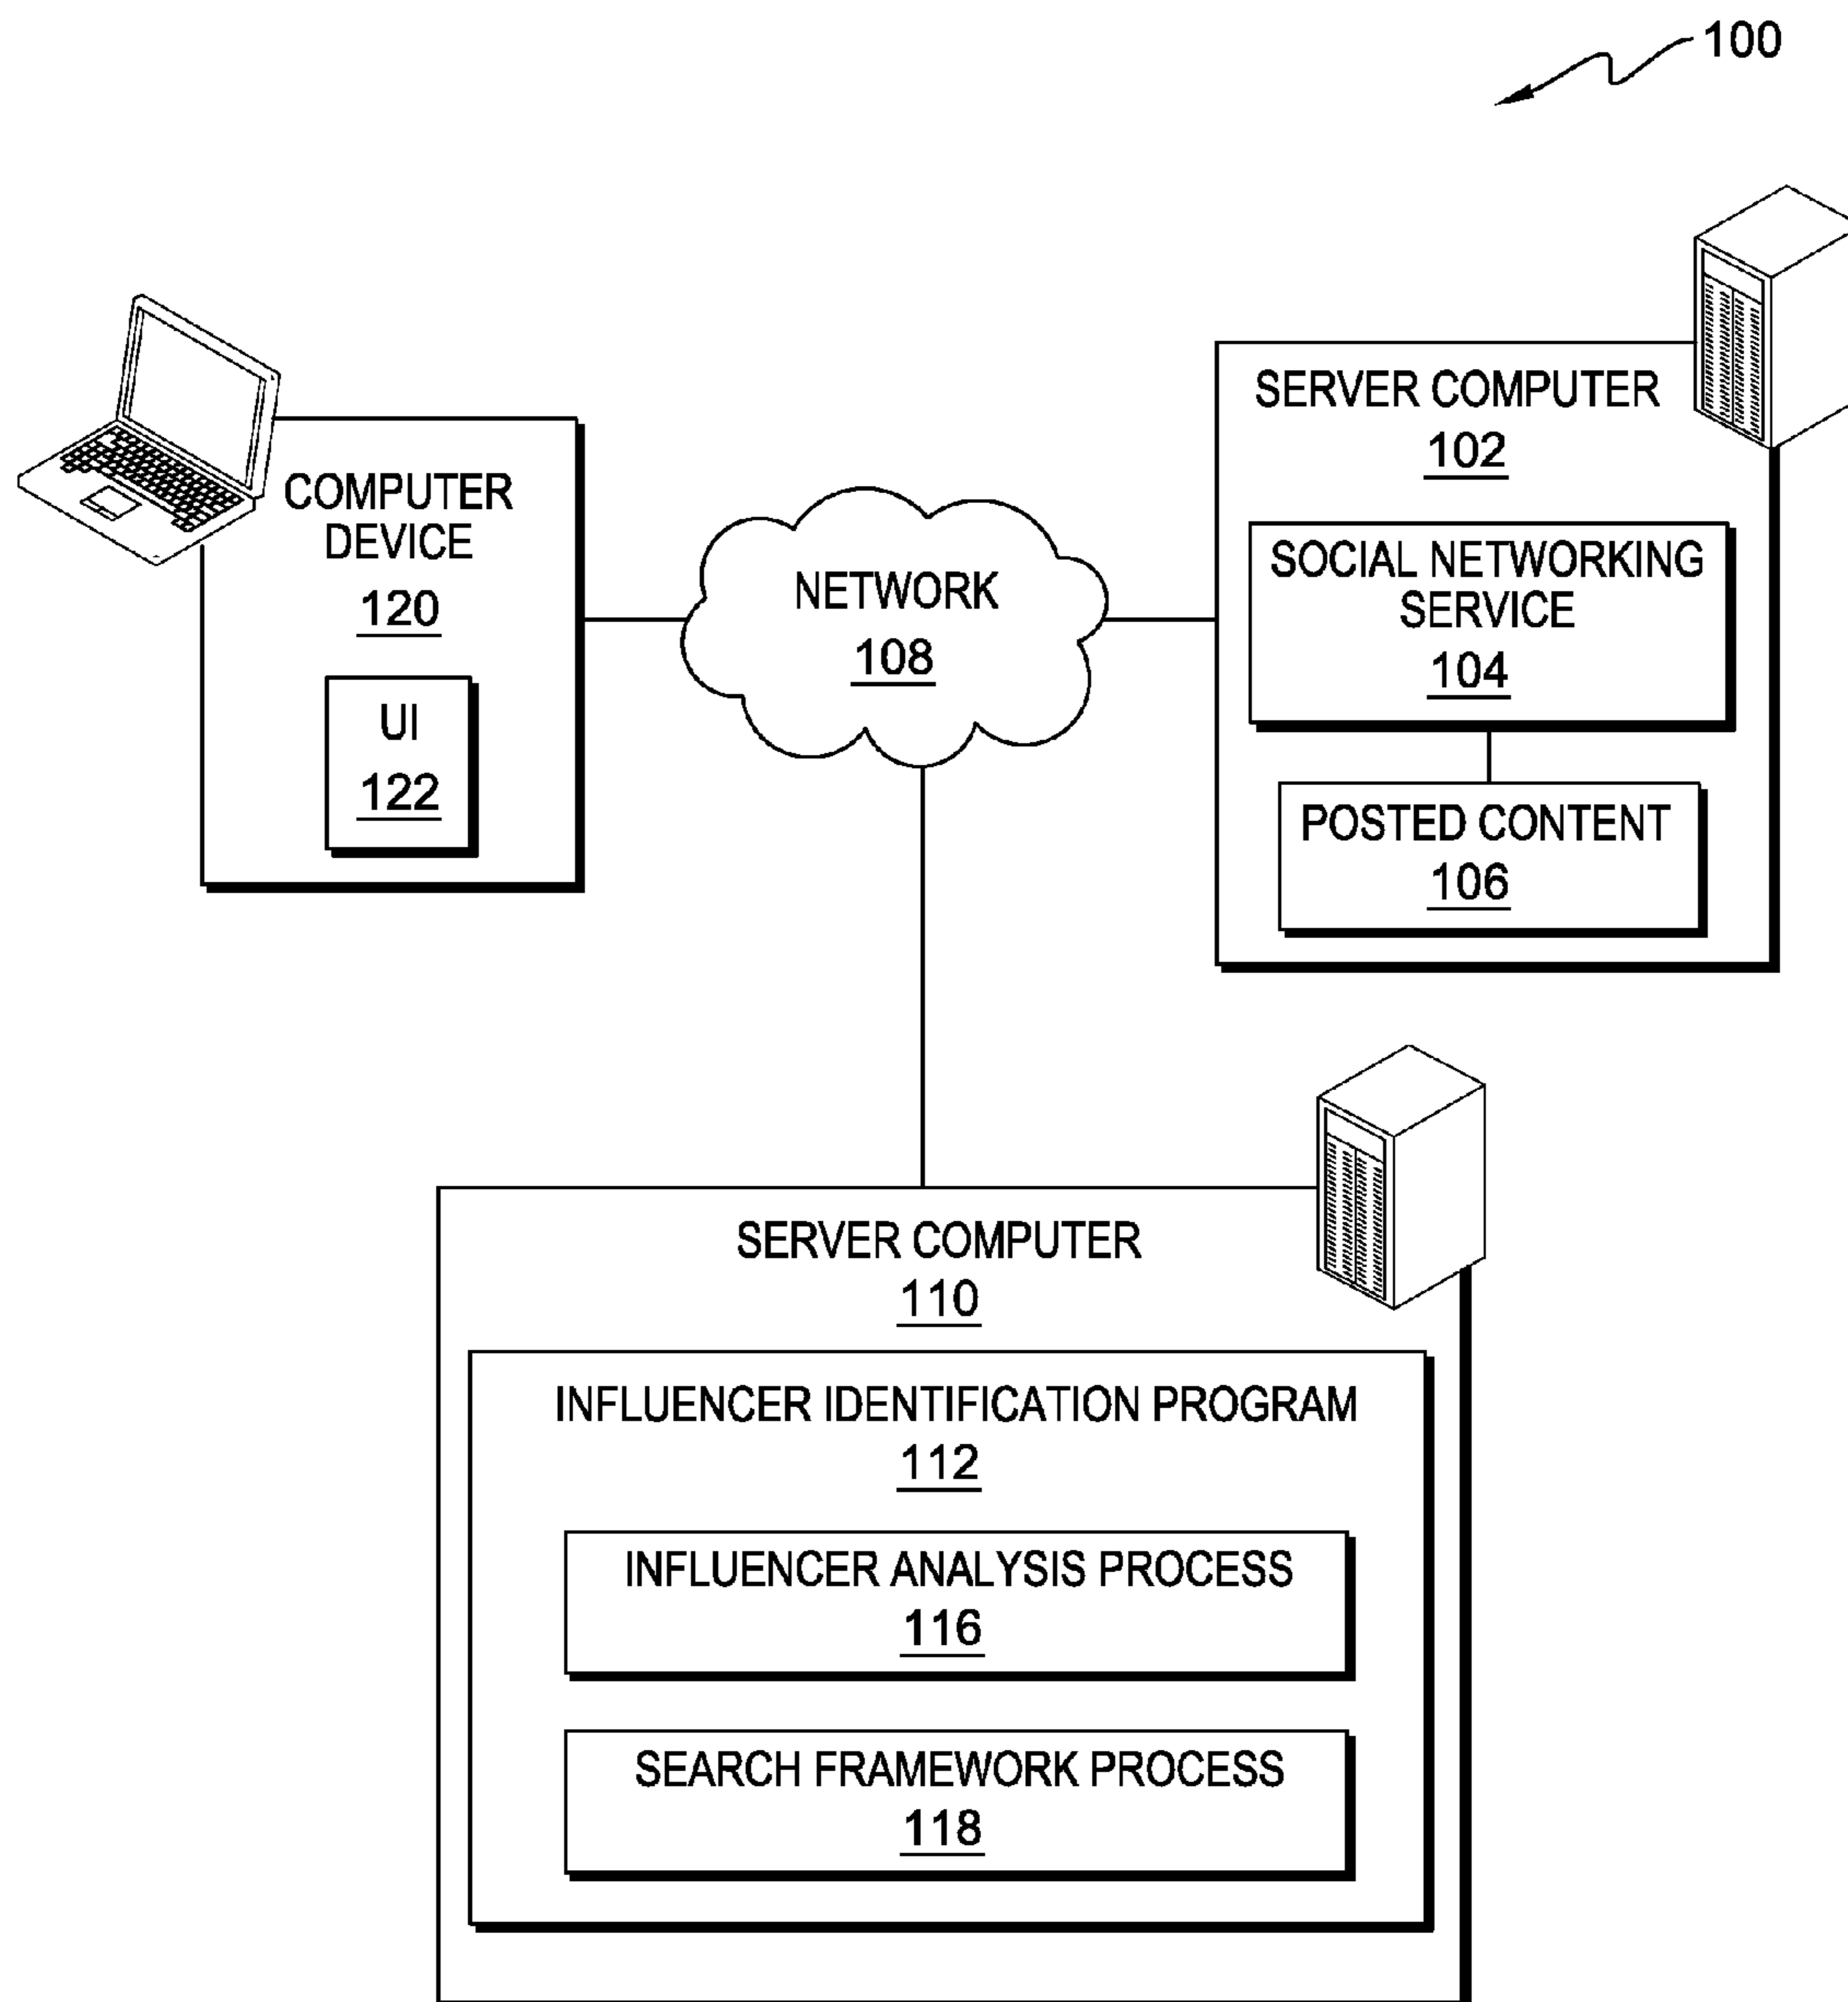 100
SERVER COMPUTER
102
SOCIAL NETWORKING
SERVICE
104
POSTED CONTENT
106
COMPUTER
DEVICE
120
UI
122
NETWORK
108
SERVER COMPUTER
110
INFLUENCER IDENTIFICATION PROGRAM
112
INFLUENCER ANALYSIS PROCESS
116
SEARCH FRAMEWORK PROCESS
118